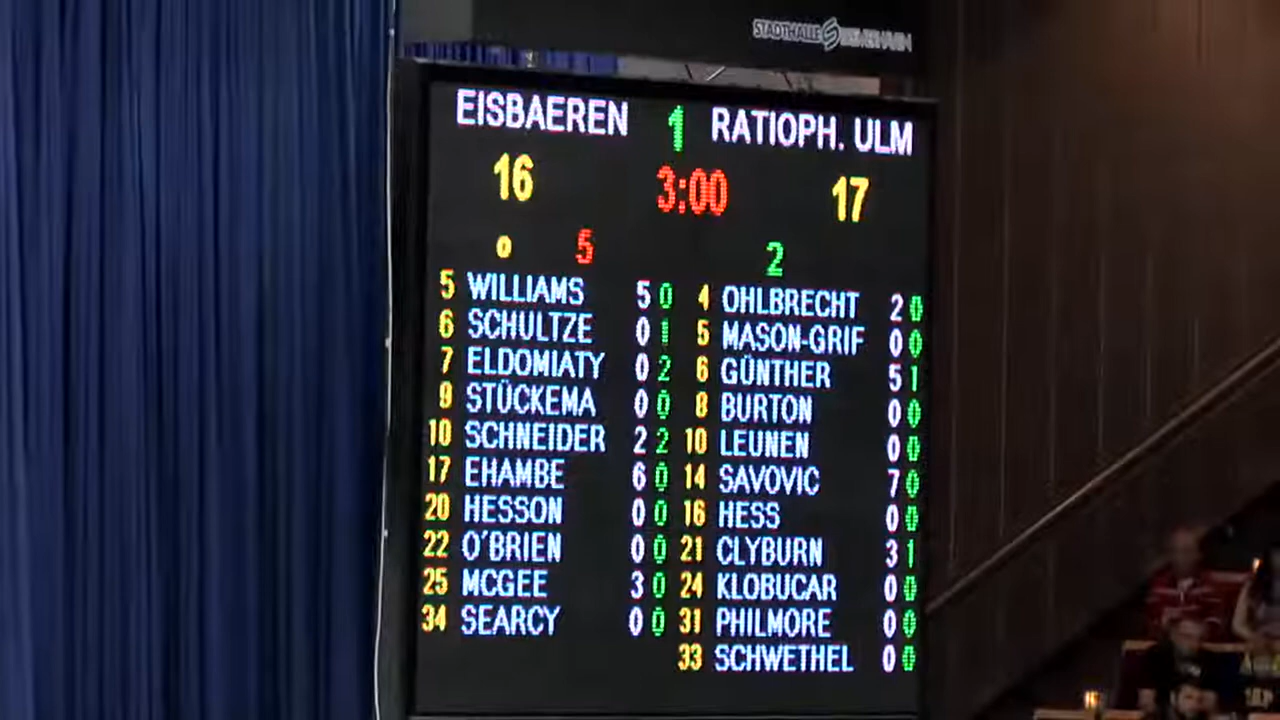 STADTHALLE BREMERHAVEN
EISBAEREN 1 RATIOPH. ULM
16 3:00 17
5 2
5 WILLIAMS 5 0 4 OHLBRECHT 2 0
6 SCHULTZE 0 1 5 MASON-GRIF 0 0
7 ELDOMIATY 0 2 6 GÜNTHER 5 1
9 STÜCKEMA 0 0 8 BURTON 0 0
10 SCHNEIDER 2 2 10 LEUNEN 0 0
17 EHAMBE 6 0 14 SAVOVIC 7 0
20 HESSON 0 0 16 HESS 0 0
22 O'BRIEN 0 0 21 CLYBURN 3 1
25 MCGEE 3 0 24 KLOBUCAR 0 0
34 SEARCY 0 0 31 PHILMORE 0 0
33 SCHWETHEL 0 0